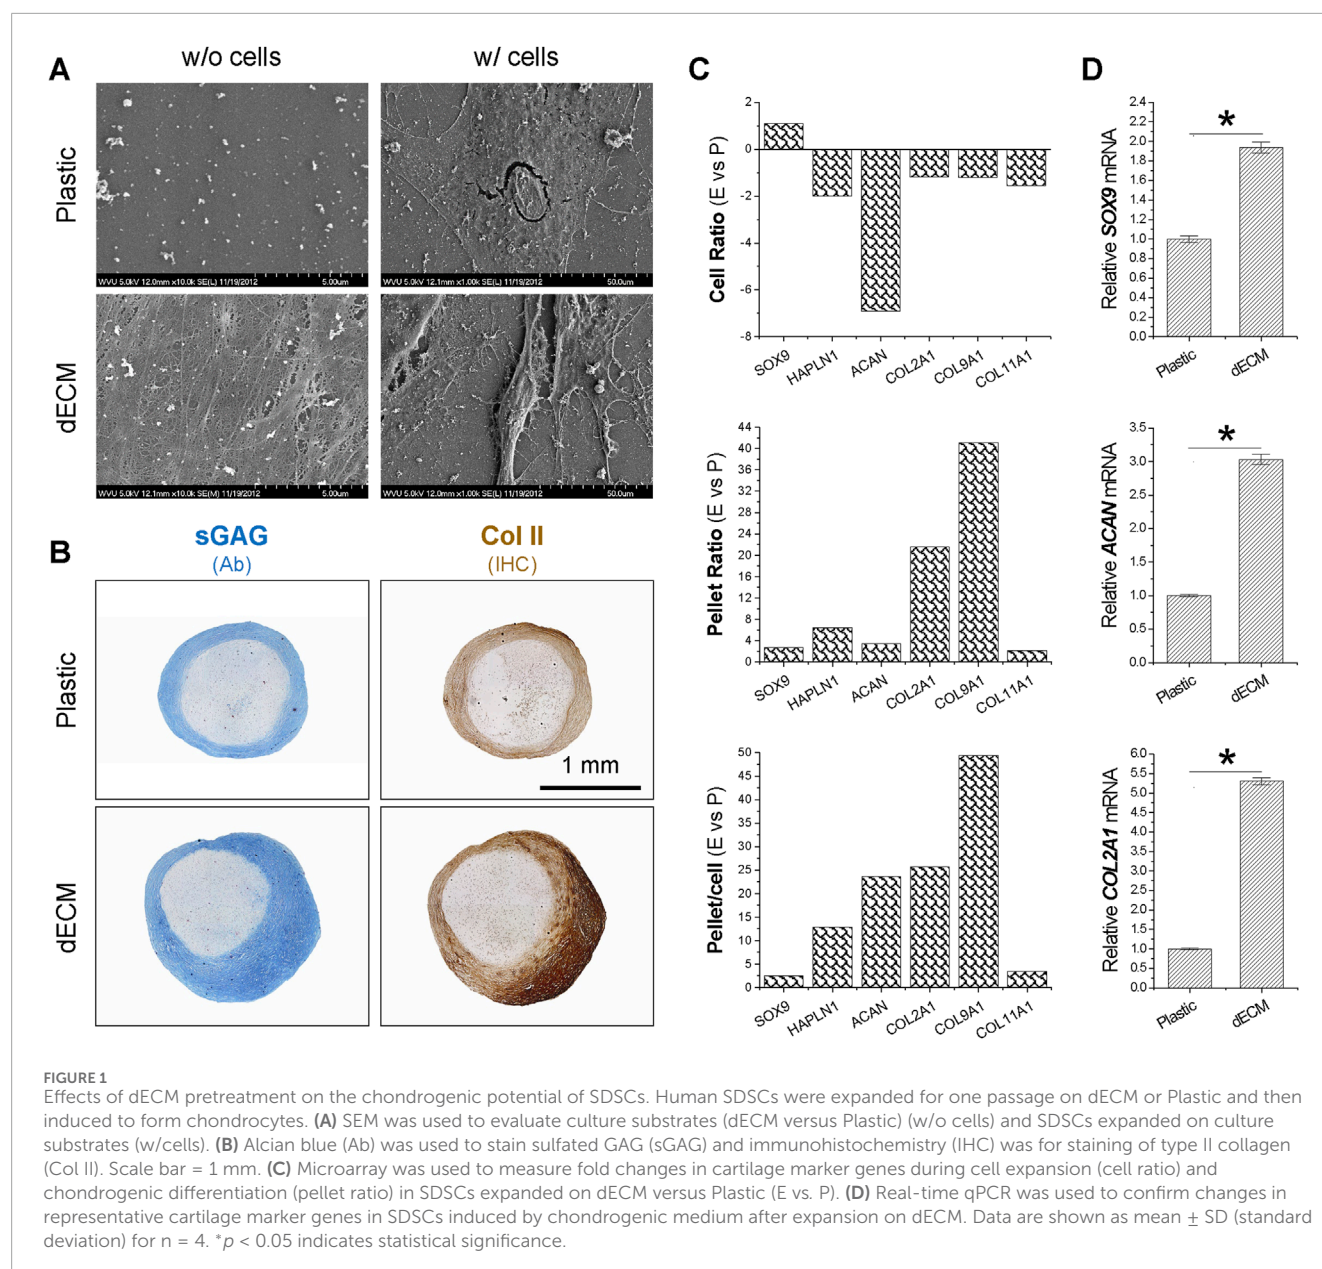 A
w/o cells
w/ cells
Plastic
WVU 5.0kV 12.0mm x10.0k SE(L) 11/19/2012 5.00um
WVU 5.0kV 12.1mm x1.00k SE(L) 11/19/2012 50.0um
dECM
WVU 5.0kV 12.1mm x10.0k SE(M) 11/19/2012 5.00um
WVU 5.0kV 12.1mm x1.00k SE(L) 11/19/2012 50.0um
B
sGAG
(Ab)
Col II
(IHC)
Plastic
1 mm
dECM
C
Cell Ratio (E vs P)
2
0
-2
-4
-6
-8
SOX9
HAPLN1
ACAN
COL2A1
COL9A1
COL11A1
Pellet Ratio (E vs P)
44
40
36
32
28
24
20
16
12
8
4
0
SOX9
HAPLN1
ACAN
COL2A1
COL9A1
COL11A1
Pellet/cell (E vs P)
50
45
40
35
30
25
20
15
10
5
0
SOX9
HAPLN1
ACAN
COL2A1
COL9A1
COL11A1
D
Relative SOX9 mRNA
2.4
2.2
2.0
1.8
1.6
1.4
1.2
1.0
0.8
0.6
0.4
0.2
0.0
*
Plastic
dECM
Relative ACAN mRNA
3.5
3.0
2.5
2.0
1.5
1.0
0.5
0.0
*
Plastic
dECM
Relative COL2A1 mRNA
6.0
5.5
5.0
4.5
4.0
3.5
3.0
2.5
2.0
1.5
1.0
0.5
0.0
*
Plastic
dECM
FIGURE 1
Effects of dECM pretreatment on the chondrogenic potential of SDSCs. Human SDSCs were expanded for one passage on dECM or Plastic and then
induced to form chondrocytes. (A) SEM was used to evaluate culture substrates (dECM versus Plastic) (w/o cells) and SDSCs expanded on culture
substrates (w/cells). (B) Alcian blue (Ab) was used to stain sulfated GAG (sGAG) and immunohistochemistry (IHC) was for staining of type II collagen
(Col II). Scale bar = 1 mm. (C) Microarray was used to measure fold changes in cartilage marker genes during cell expansion (cell ratio) and
chondrogenic differentiation (pellet ratio) in SDSCs expanded on dECM versus Plastic (E vs. P). (D) Real-time qPCR was used to confirm changes in
representative cartilage marker genes in SDSCs induced by chondrogenic medium after expansion on dECM. Data are shown as mean ± SD (standard
deviation) for n = 4. *p < 0.05 indicates statistical significance.